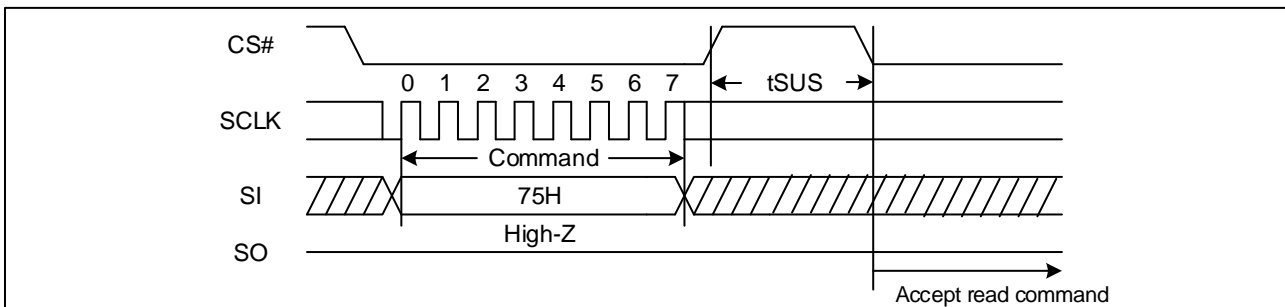 CS#
tSUS
0 1 2 3 4 5 6 7
SCLK
Command
SI
75H
High-Z
SO
Accept read command